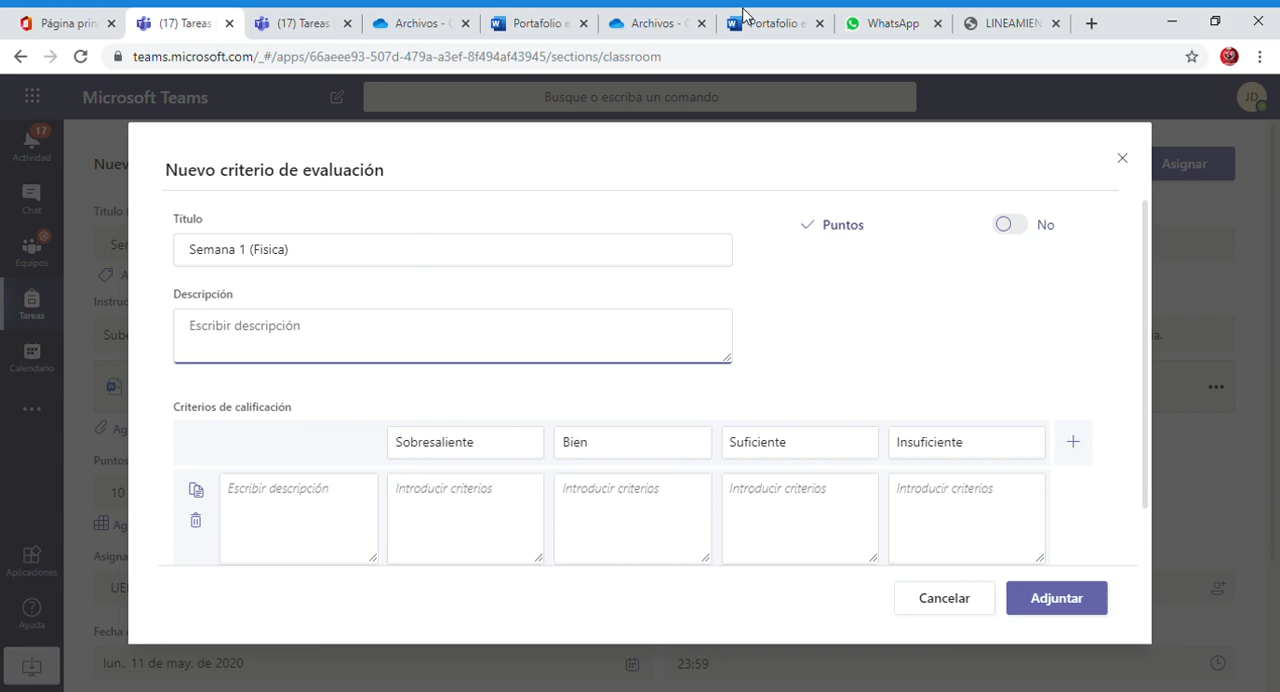 Página prin
(17) Tareas
(17) Tareas
Archivos - C
Portafolio e
Archivos - C
Portafolio e
WhatsApp
LINEAMIEN
teams.microsoft.com/_#/apps/66aeee93-507d-479a-a3ef-8f494af43945/sections/classroom
Microsoft Teams
Busque o escriba un comando
JD
17
Actividad
Chat
Equipos
Tareas
Calendario
Aplicaciones
Ayuda
Asignar
Nuevo criterio de evaluación
Título
Semana 1 (Fisica)
Puntos
No
Descripción
Escribir descripción
Criterios de calificación
Sobresaliente
Bien
Suficiente
Insuficiente
Escribir descripción
Introducir criterios
Introducir criterios
Introducir criterios
Introducir criterios
Cancelar
Adjuntar
Puntos
10
Fecha
lun.. 11 de may. de 2020
23:59